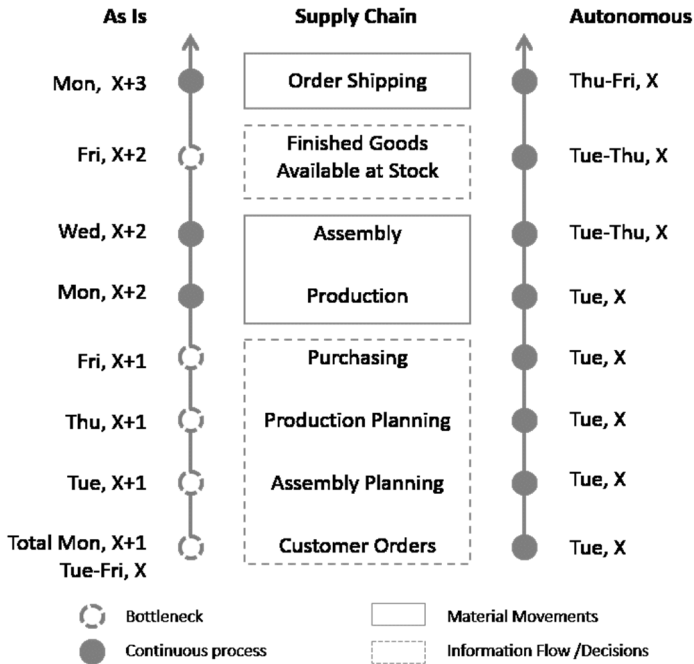 As Is Supply Chain Autonomous
Mon, X+3 Order Shipping Thu-Fri, X
Fri, X+2 Finished Goods Available at Stock Tue-Thu, X
Wed, X+2 Assembly Tue-Thu, X
Mon, X+2 Production Tue, X
Fri, X+1 Purchasing Tue, X
Thu, X+1 Production Planning Tue, X
Tue, X+1 Assembly Planning Tue, X
Total Mon, X+1 Customer Orders Tue, X
Tue-Fri, X
Bottleneck Material Movements
Continuous process Information Flow /Decisions